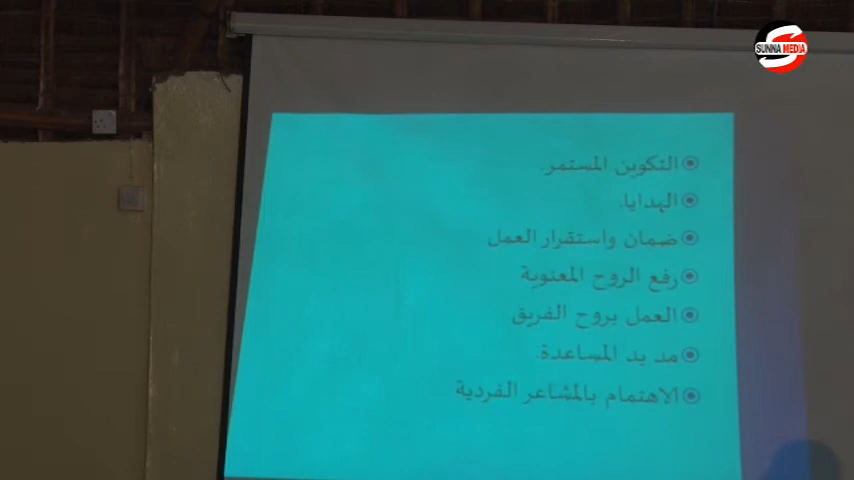 SUNNA MEDIA
التكوين المستمر.
الهدايا.
ضمان واستقرار العمل
رفع الروح المعنوية
العمل بروح الفريق
مد يد المساعدة
الاهتمام بالمشاعر الفردية